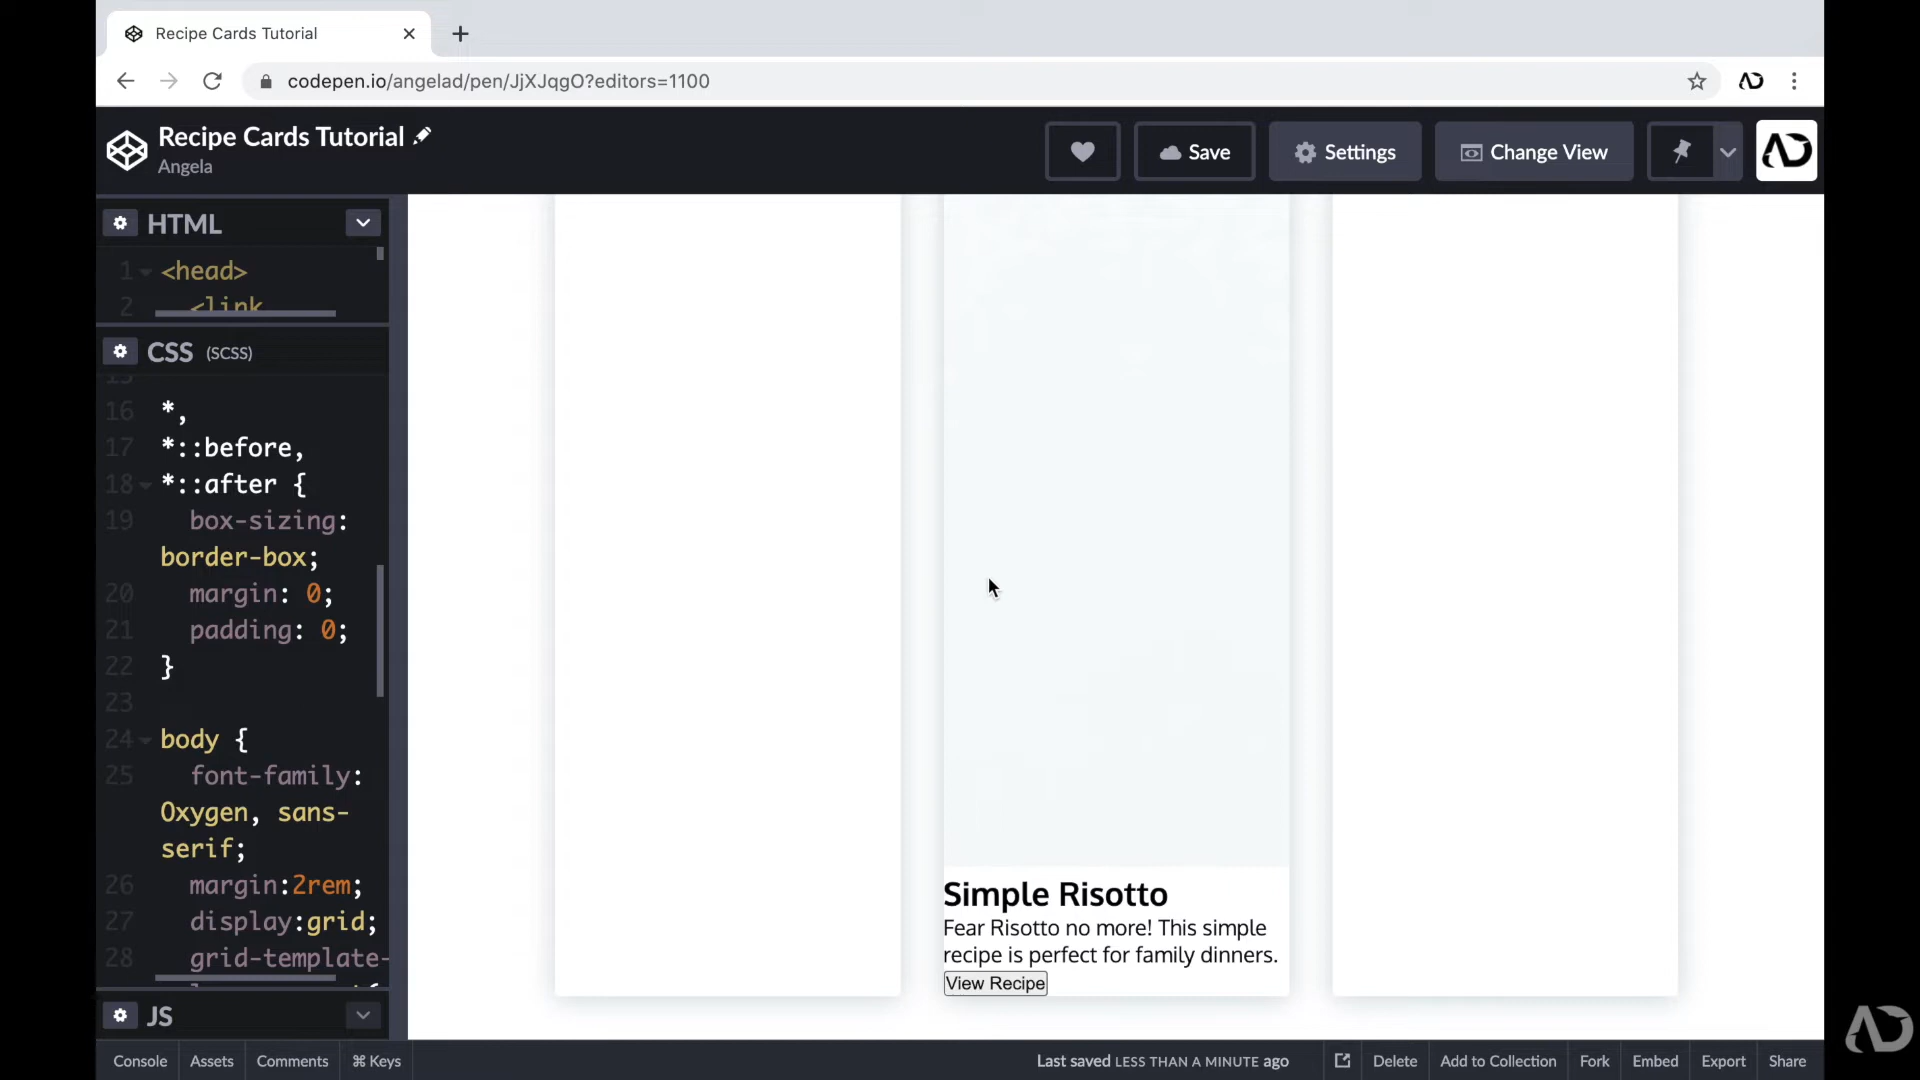 Recipe Cards Tutorial
codepen.io/angelad/pen/JjXJqgO?editors=1100
Recipe Cards Tutorial
Angela
Save
Settings
Change View
HTML
1 <head>
2 <link
CSS (SCSS)
15
16 *,
17 *::before,
18 *::after {
19 box-sizing:
border-box;
20 margin: 0;
21 padding: 0;
22 }
23
24 body {
25 font-family:
Oxygen, sans-
serif;
26 margin:2rem;
27 display:grid;
28 grid-template-
JS
Simple Risotto
Fear Risotto no more! This simple
recipe is perfect for family dinners.
View Recipe
Console Assets Comments ⌘ Keys
Last saved LESS THAN A MINUTE ago
Delete Add to Collection Fork Embed Export Share